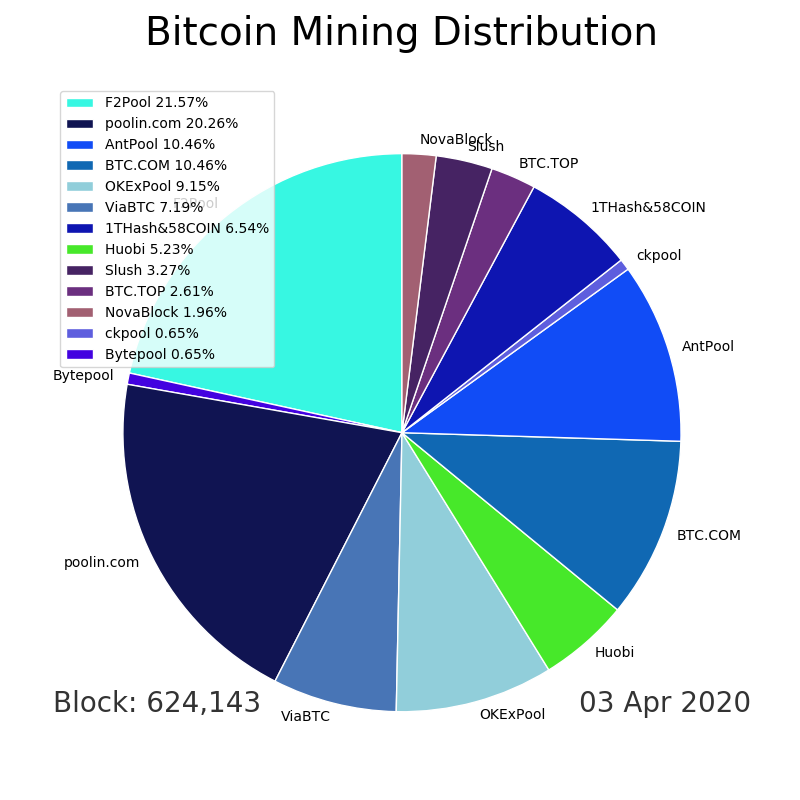 Bitcoin Mining Distribution
F2Pool 21.57%
poolin.com 20.26%
AntPool 10.46%
BTC.COM 10.46%
OKExPool 9.15%
ViaBTC 7.19%
1THash&58COIN 6.54%
Huobi 5.23%
Slush 3.27%
BTC.TOP 2.61%
NovaBlock 1.96%
ckpool 0.65%
Bytepool 0.65%
NovaBlock
Slush
BTC.TOP
1THash&58COIN
F2Pool
ckpool
AntPool
Bytepool
BTC.COM
poolin.com
Huobi
OKExPool
ViaBTC
Block: 624,143
03 Apr 2020